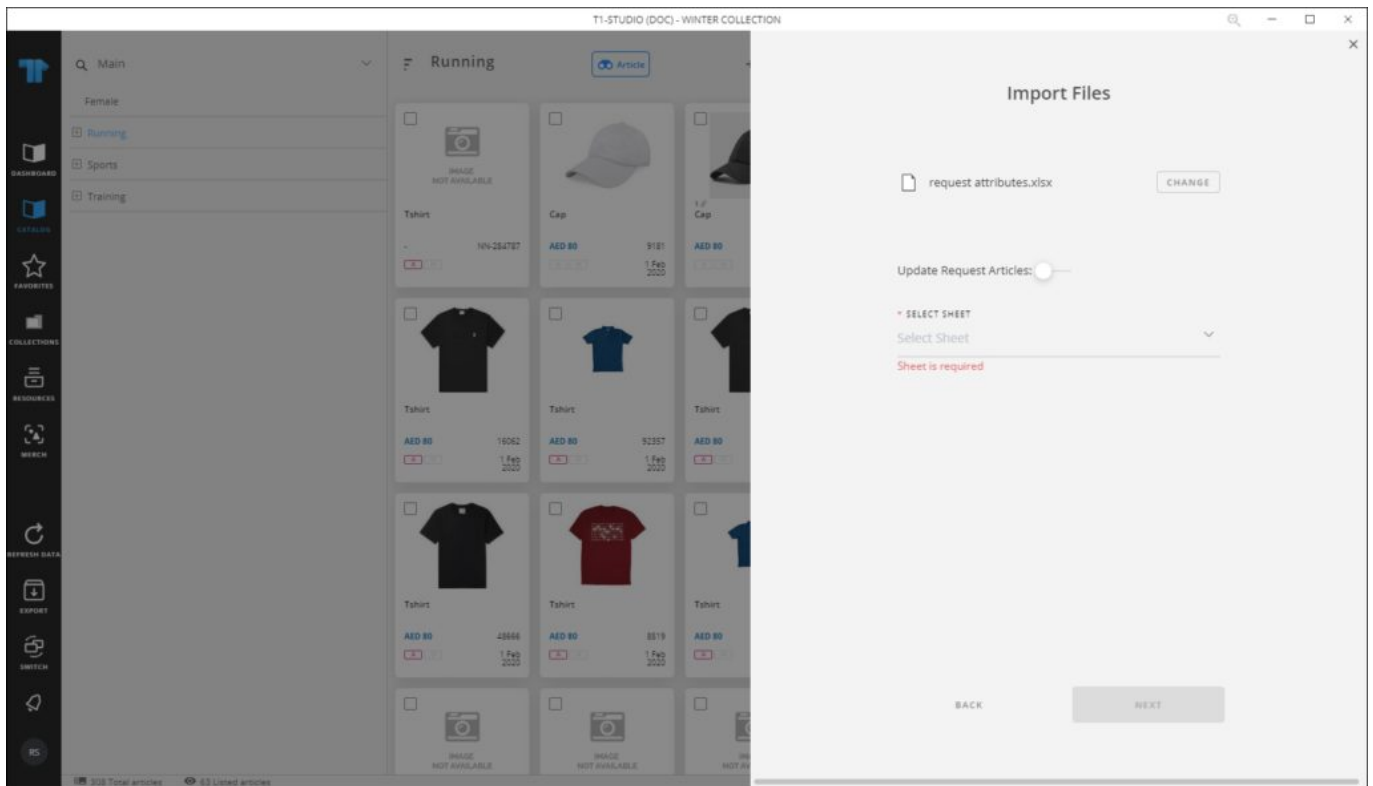 T1-STUDIO (DOC) - WINTER COLLECTION
Main
Female
Running
Sports
Training
DASHBOARD
CATALOG
FAVORITES
COLLECTIONS
RESOURCES
MERCH
REFRESH DATA
EXPORT
SWITCH
RS
Running
Article
IMAGE
NOT AVAILABLE
Tshirt
- NN-284787
Cap
AED 80 9181
1 Feb
2020
Cap
AED 80
Tshirt
AED 80 16062
1 Feb
2020
Tshirt
AED 80 92357
1 Feb
2020
Tshirt
AED 80
Tshirt
AED 80 48666
1 Feb
2020
Tshirt
AED 80 8819
1 Feb
2020
Tshirt
AED 80
IMAGE
NOT AVAILABLE
IMAGE
NOT AVAILABLE
308 Total articles 63 Listed articles
Import Files
request attributes.xlsx CHANGE
Update Request Articles:
* SELECT SHEET
Select Sheet
Sheet is required
BACK NEXT